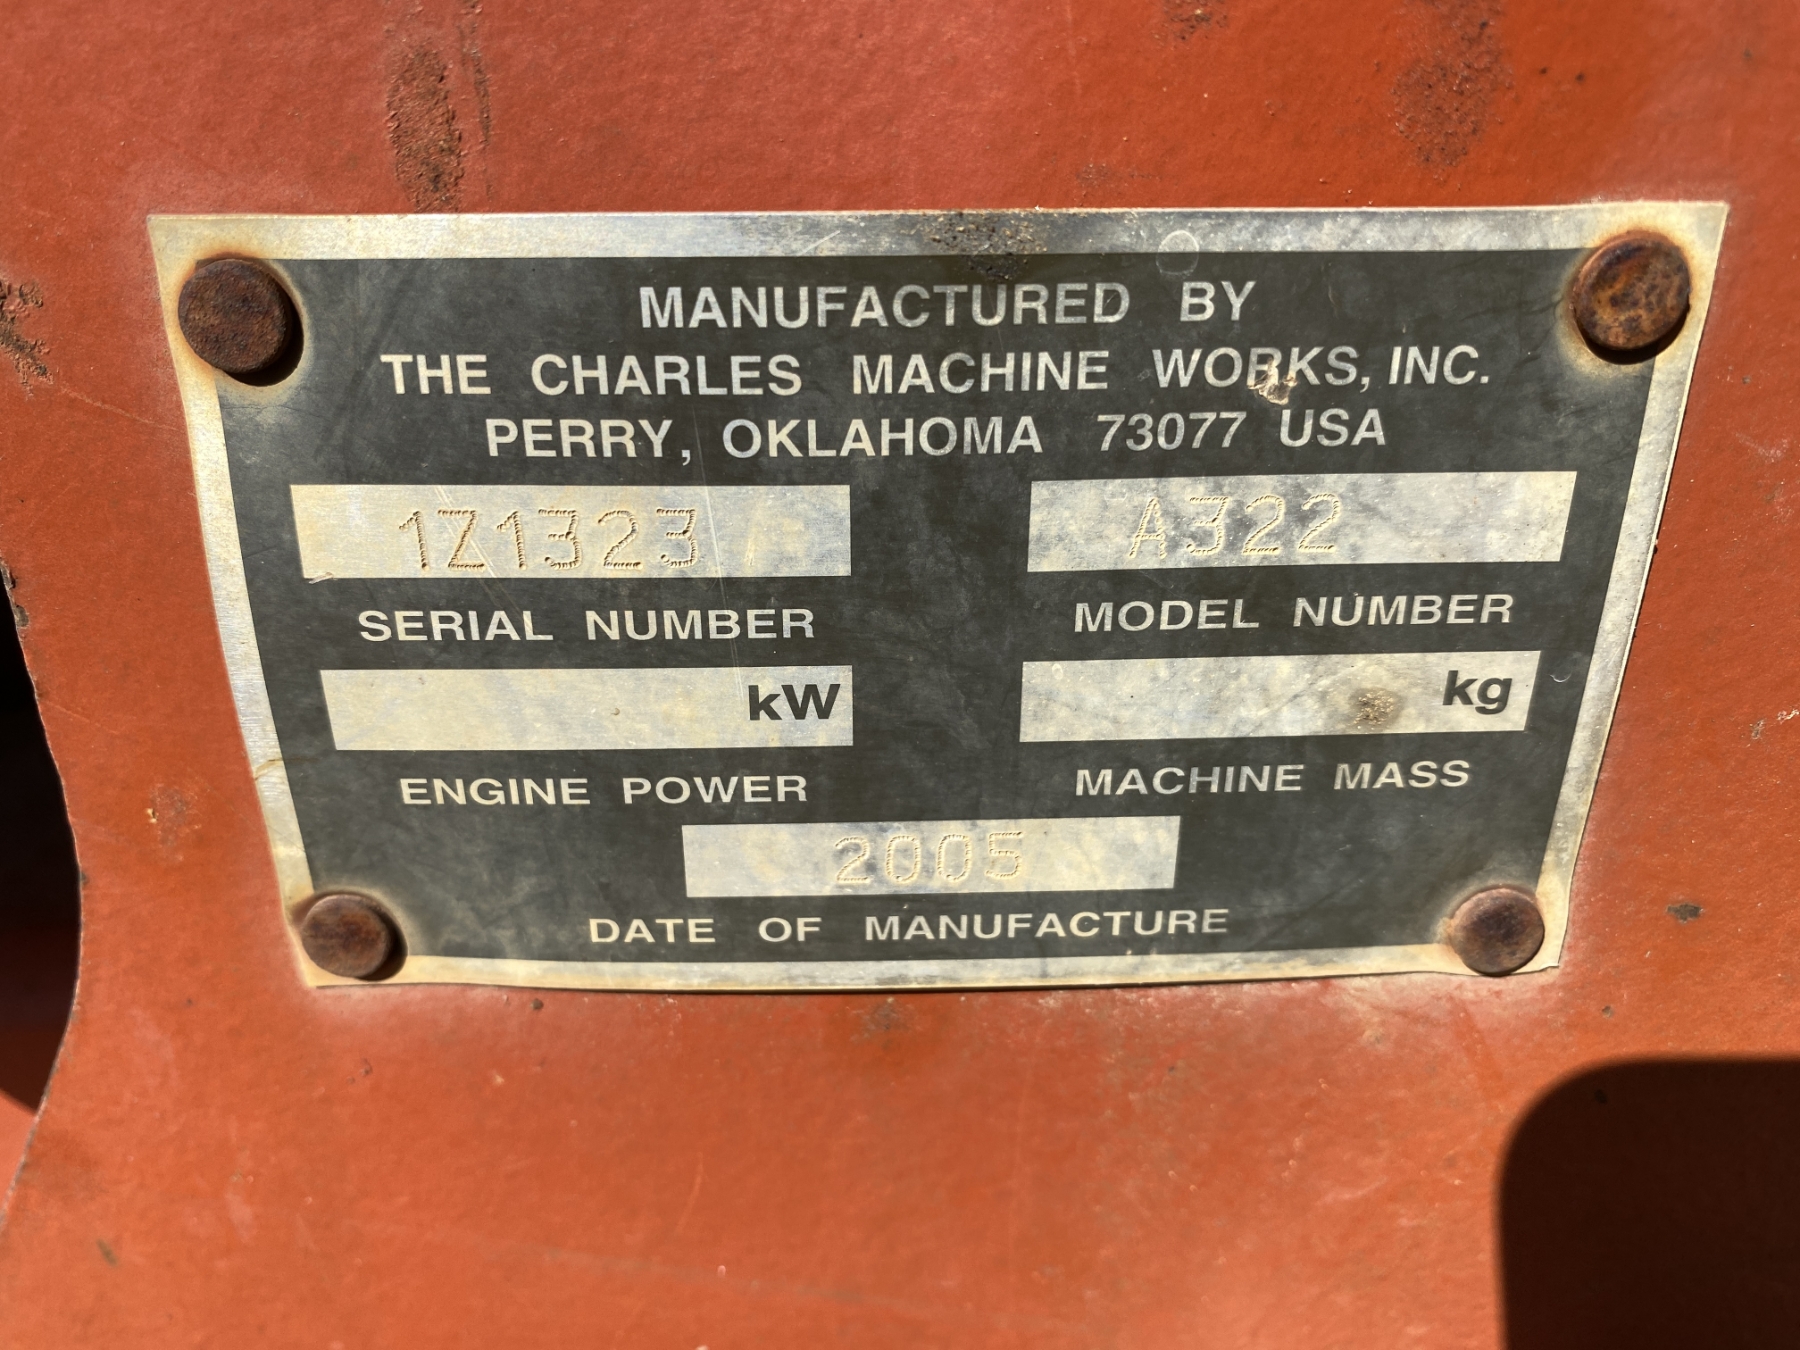 MANUFACTURED BY
THE CHARLES MACHINE WORKS, INC.
PERRY, OKLAHOMA 73077 USA
1Z1323 A322
SERIAL NUMBER MODEL NUMBER
kW kg
ENGINE POWER MACHINE MASS
2005
DATE OF MANUFACTURE